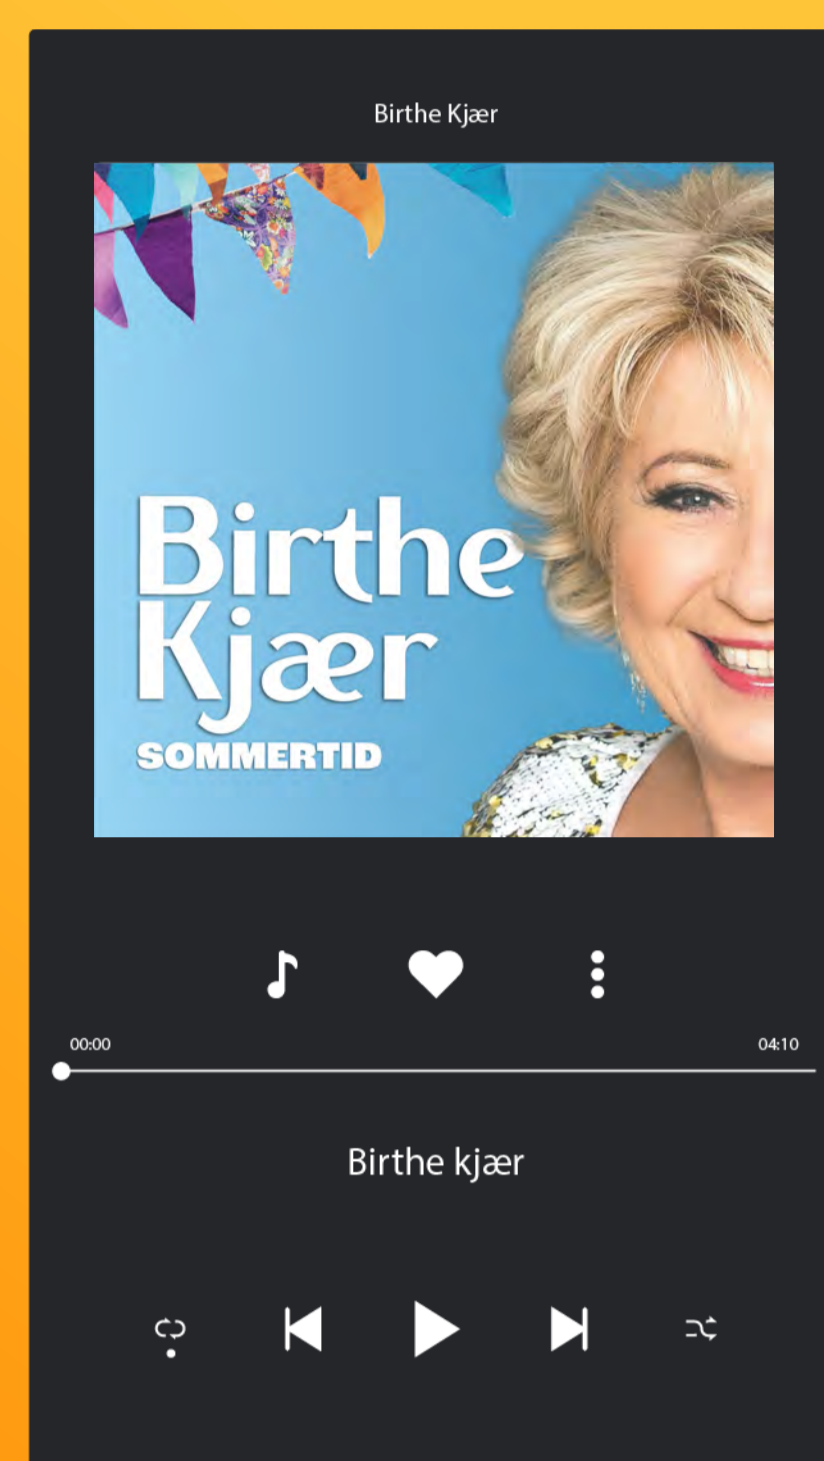 Birthe Kjær
Birthe
Kjær
SOMMERTID
00:00
04:10
Birthe kjær